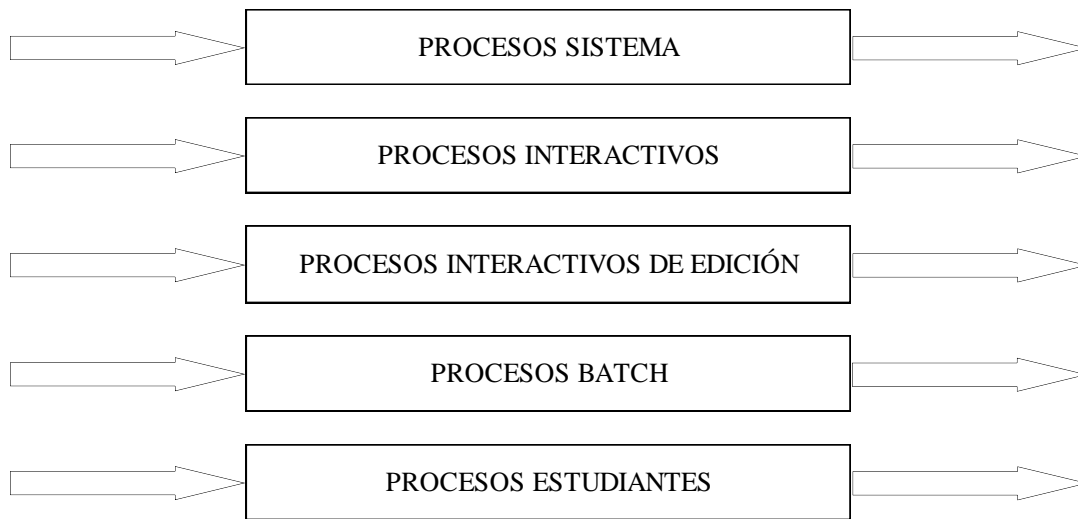 PROCESOS SISTEMA
PROCESOS INTERACTIVOS
PROCESOS INTERACTIVOS DE EDICIÓN
PROCESOS BATCH
PROCESOS ESTUDIANTES